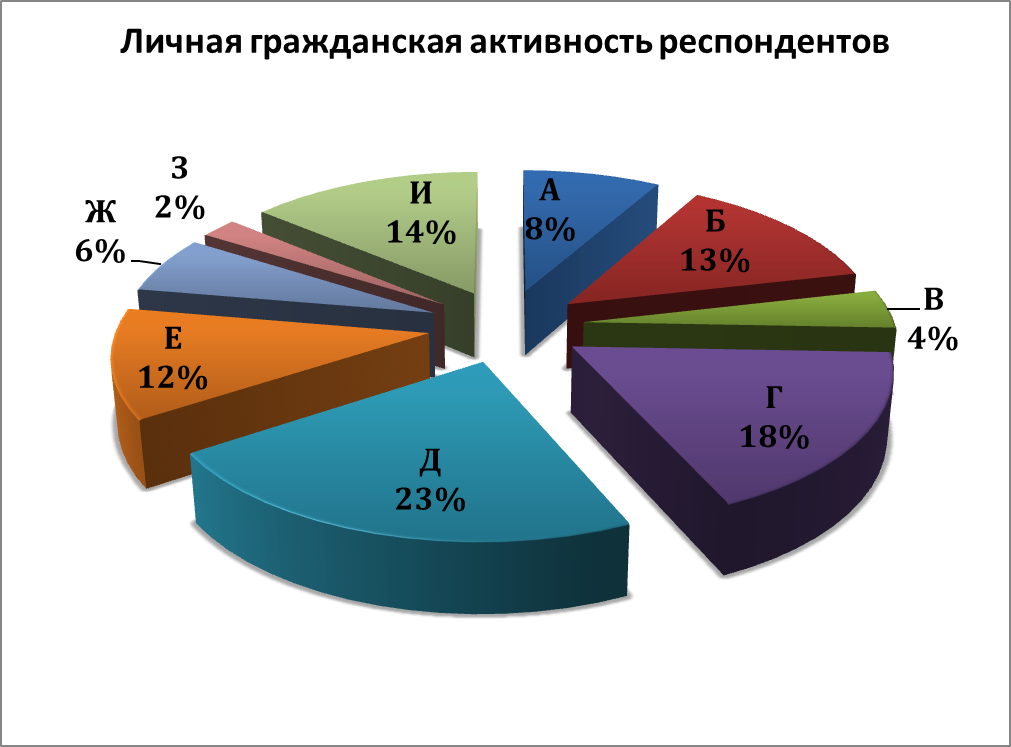 Личная гражданская активность респондентов
А
8%
Б
13%
В
4%
Г
18%
Д
23%
Е
12%
Ж
6%
З
2%
И
14%